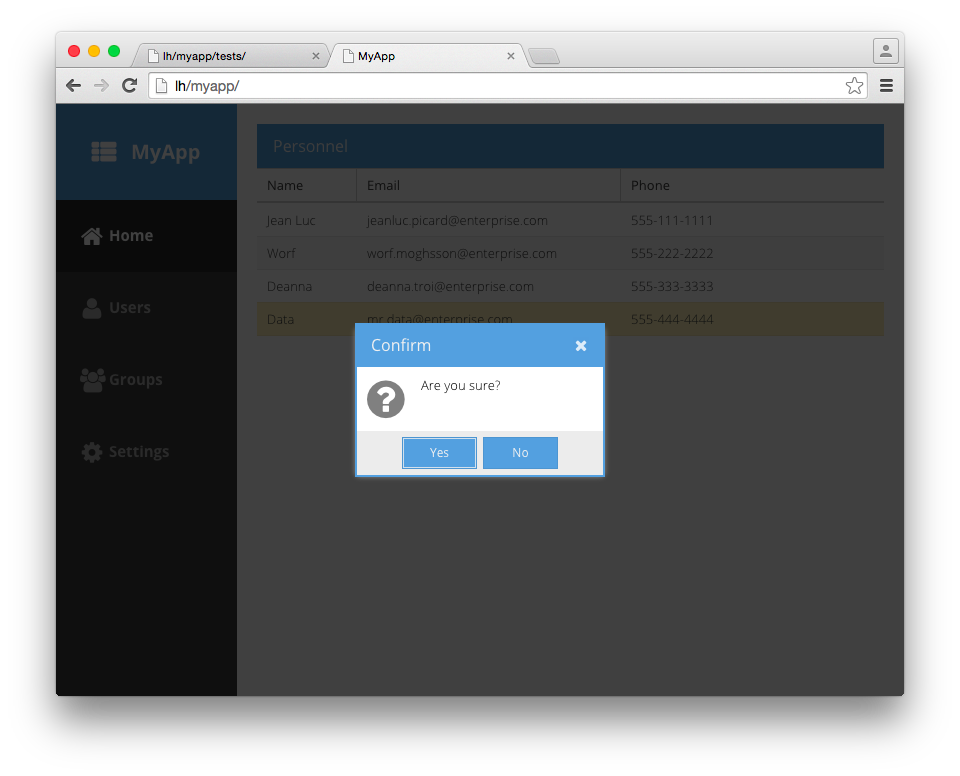 lh/myapp/tests/ MyApp
lh/myapp/
MyApp
Home
Users
Groups
Settings
Personnel
Name Email Phone
Jean Luc jeanluc.picard@enterprise.com 555-111-1111
Worf worf.moghsson@enterprise.com 555-222-2222
Deanna deanna.troi@enterprise.com 555-333-3333
Data mr.data@enterprise.com 555-444-4444
Confirm
Are you sure?
Yes No